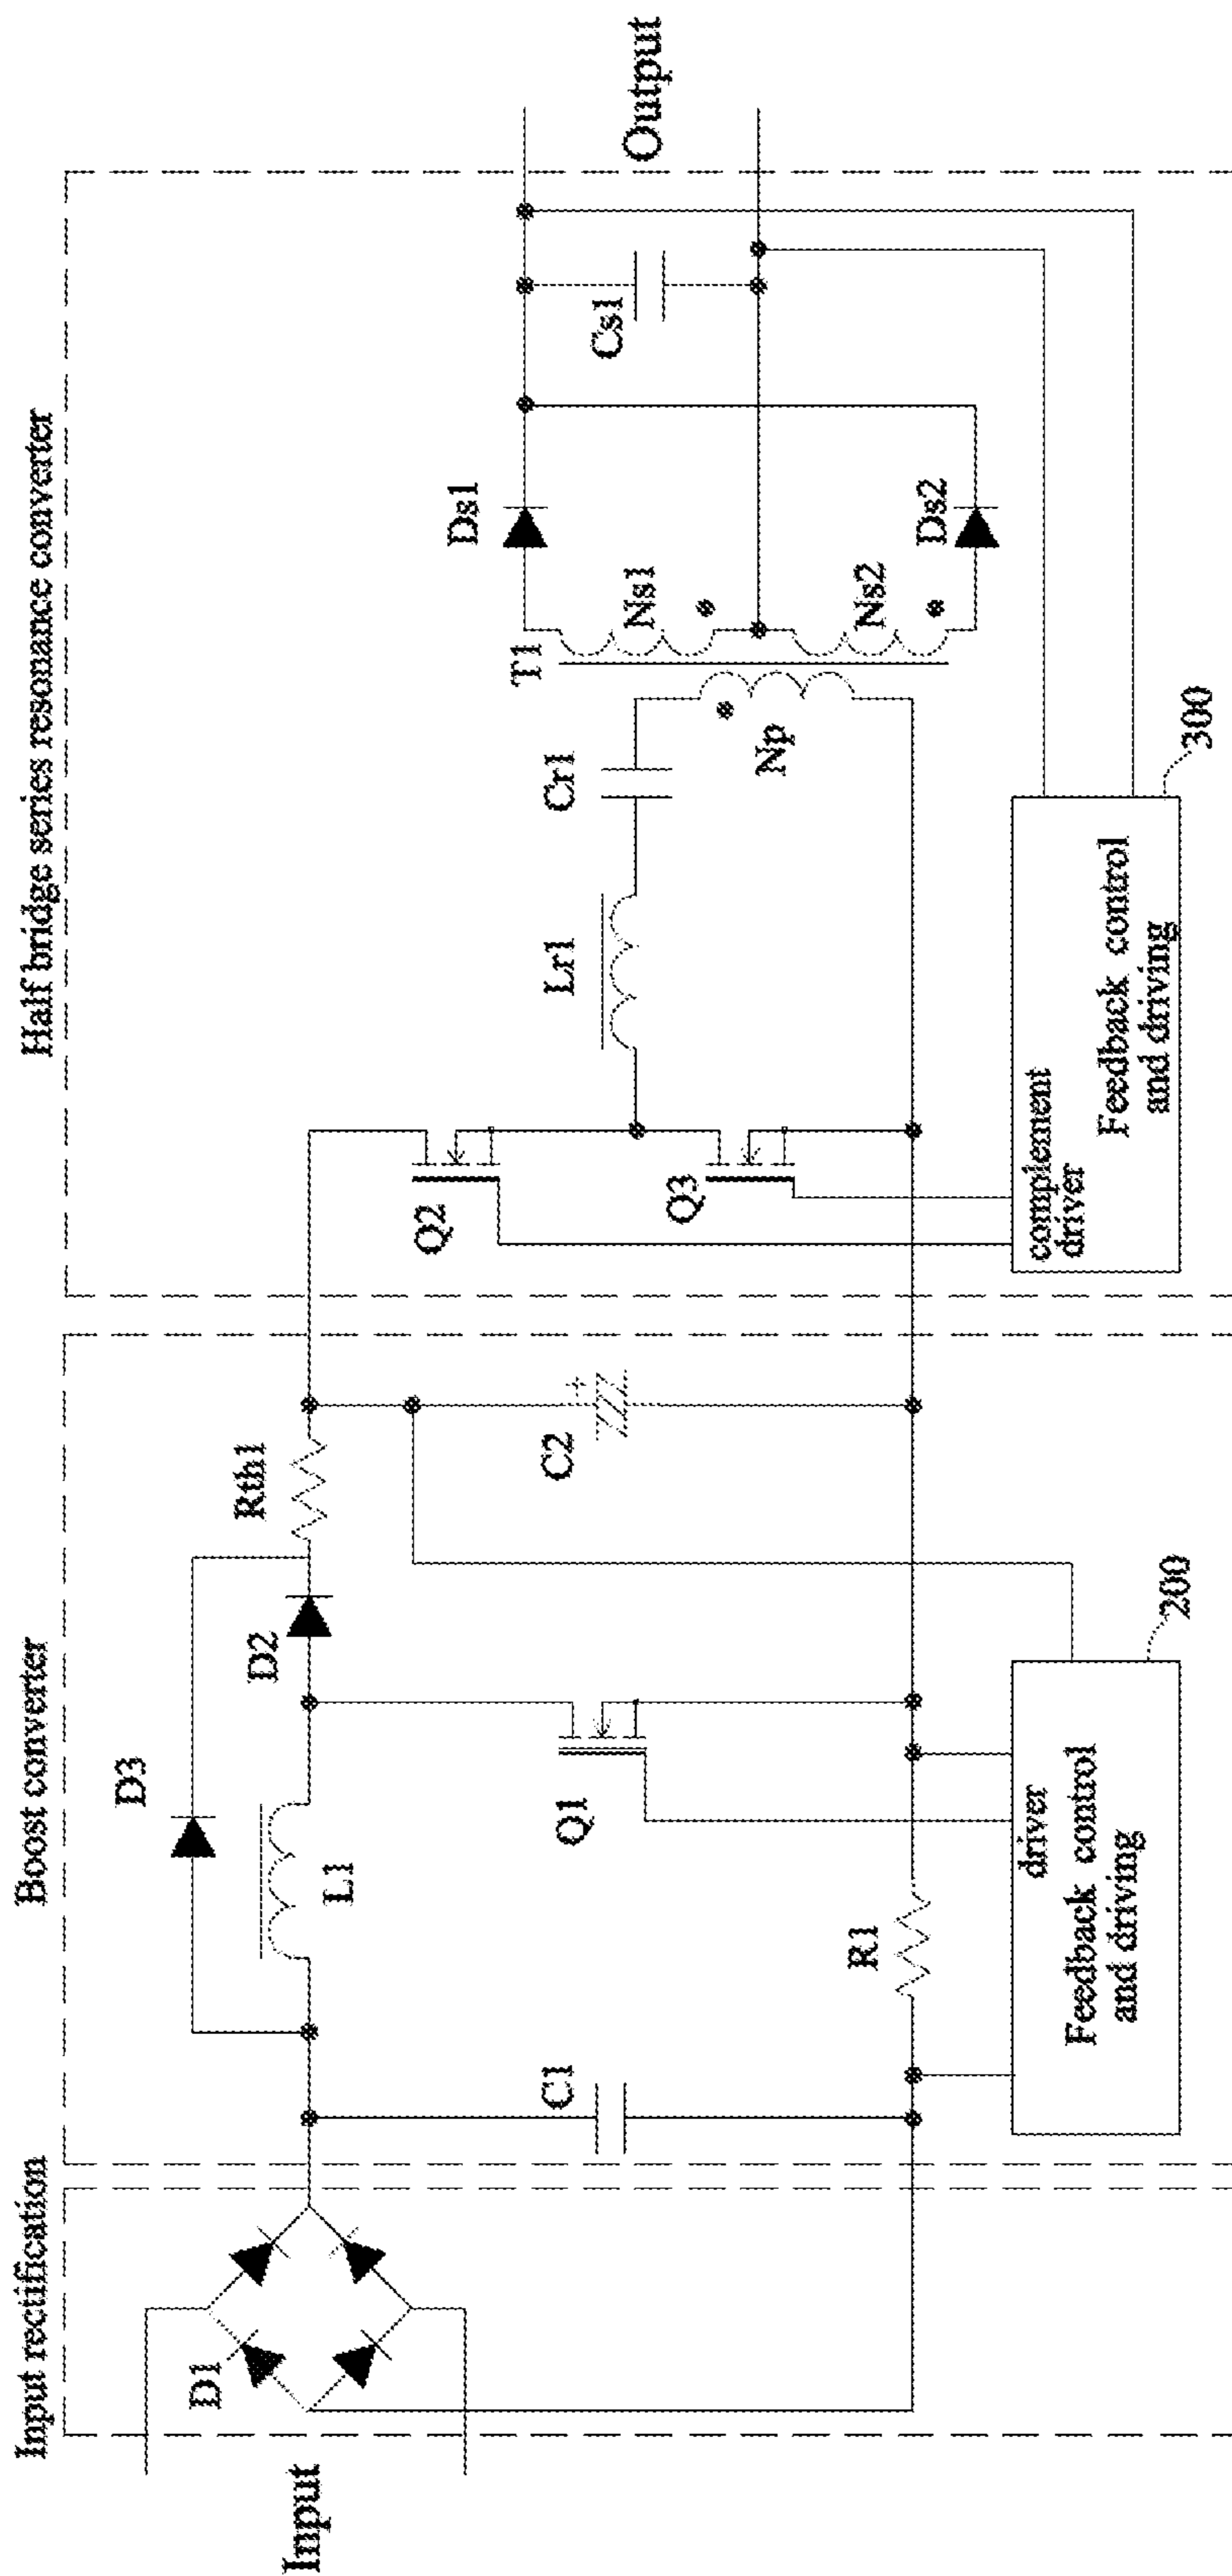 Input rectification
Boost converter
Half bridge series resonance converter
Input
D1
C1
D3
L1
D2
Rth1
Q1
C2
R1
driver
Feedback control
and driving
200
Q2
Q3
Lr1
Cr1
T1
Np
Ns1
Ns2
Ds1
Ds2
Cs1
Output
complement
driver
Feedback control
and driving
300
+